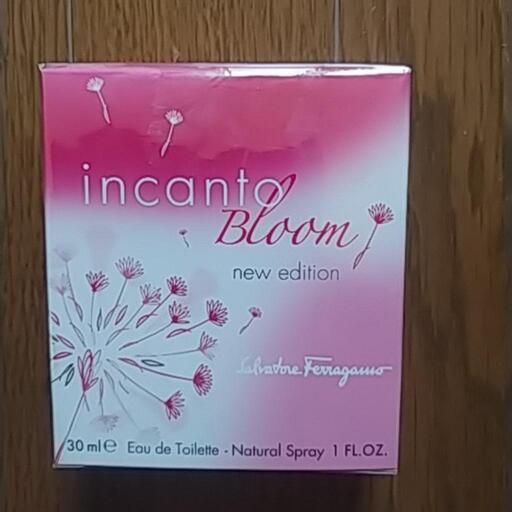 incanto
Bloom
new edition
Salvatore Ferragamo
30 ml e Eau de Toilette - Natural Spray 1 FL.OZ.